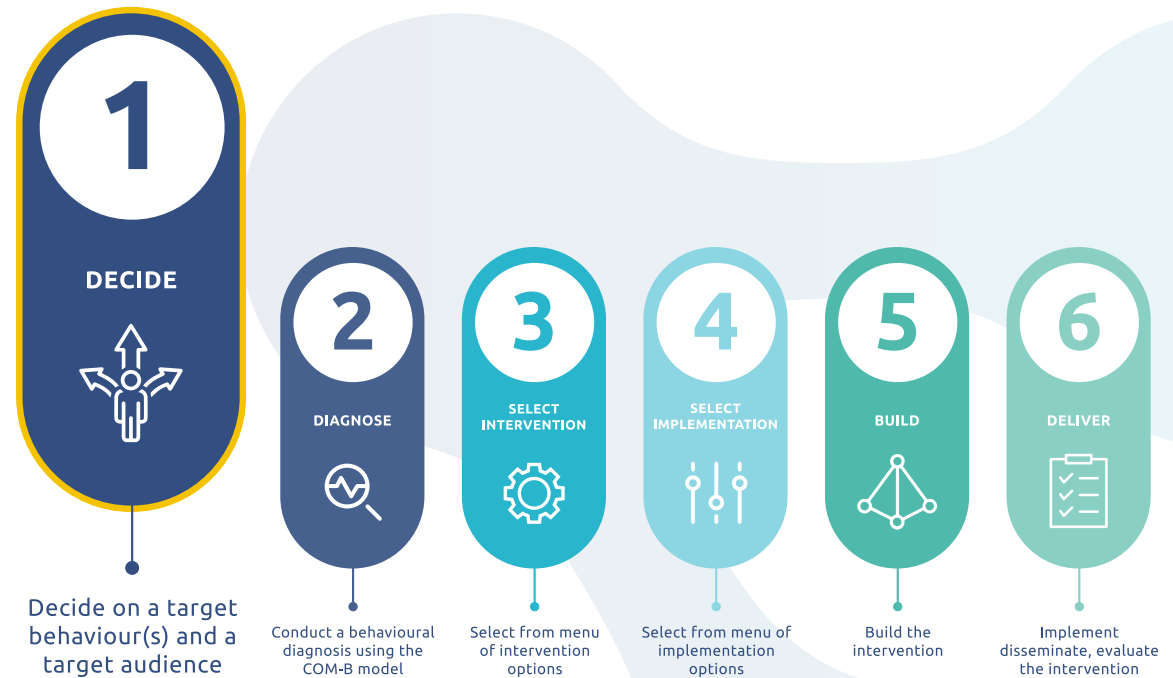 1
DECIDE
Decide on a target
behaviour(s) and a
target audience
2
DIAGNOSE
Conduct a behavioural
diagnosis using the
COM-B model
3
SELECT
INTERVENTION
Select from menu
of intervention
options
4
SELECT
IMPLEMENTATION
Select from menu of
implementation
options
5
BUILD
Build the
intervention
6
DELIVER
Implement
disseminate, evaluate
the intervention